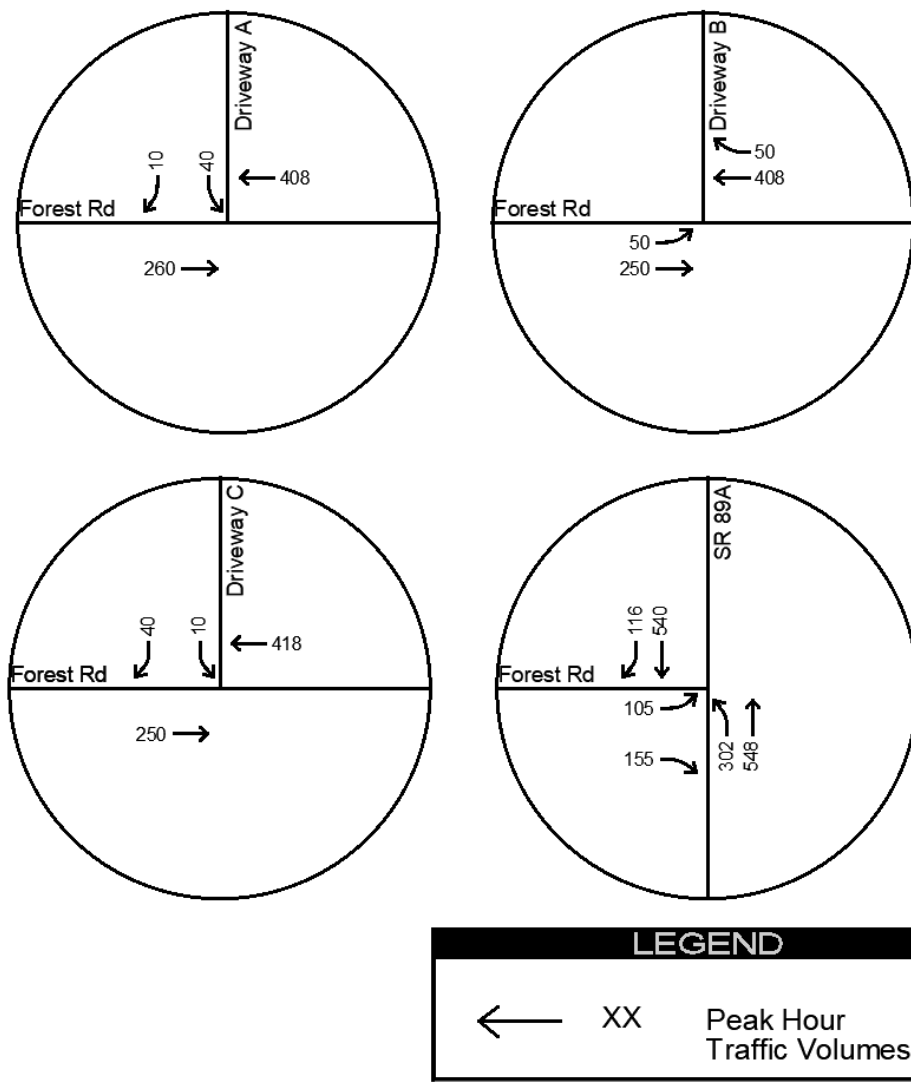 Driveway A
10
40
408
Forest Rd
260
Driveway B
50
408
Forest Rd
50
250
Driveway C
40
10
418
Forest Rd
250
SR 89A
116
540
Forest Rd
105
302
548
155
LEGEND
XX
Peak Hour
Traffic Volumes